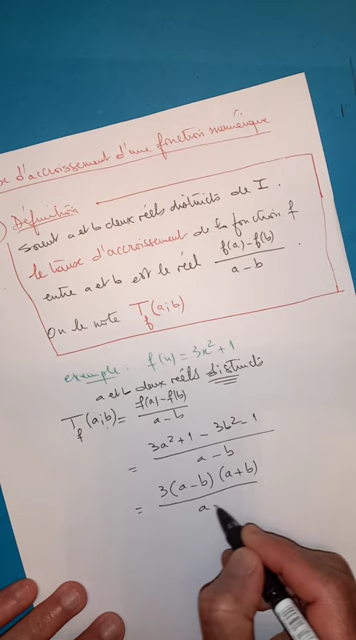 d'accroissement d'une fonction numérique
Définition
Soient a et b deux réels distincts de I.
le taux d'accroissement de la fonction f
entre a et b est le réel f(a)-f(b) / a-b .
On le note T_f(a;b)
exemple: f(x) = 3x²+1
a et b deux réels distincts
T_f(a;b) = f(a)-f(b) / a-b
= 3a²+1-3b²-1 / a-b
= 3(a-b)(a+b) / a-